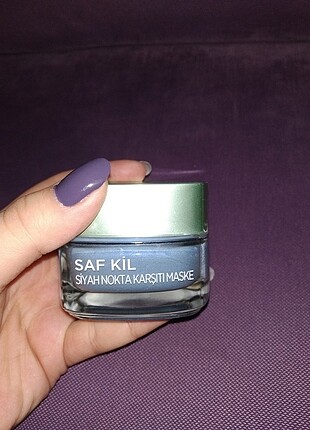 SAF KİL
SİYAH NOKTA KARŞITI MASKE